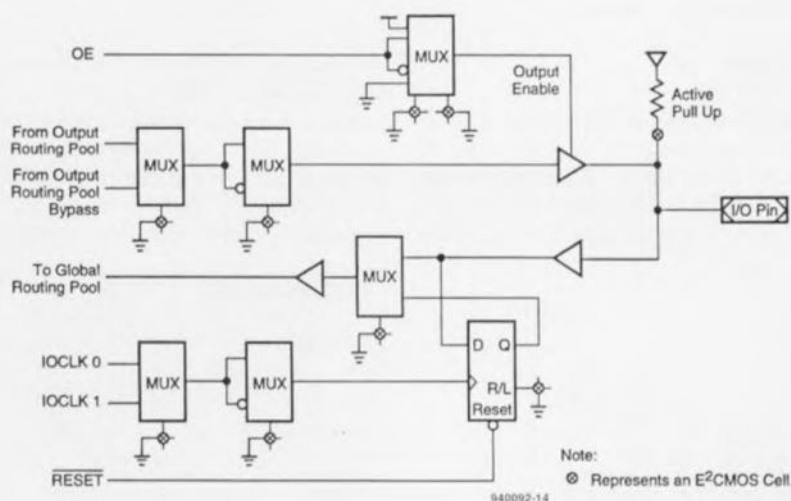 OE
MUX
Output
Enable
Active
Pull Up
From Output
Routing Pool
MUX
MUX
From Output
Routing Pool
Bypass
I/O Pin
To Global
Routing Pool
MUX
IOCLK 0
MUX
MUX
IOCLK 1
D Q
R/L
Reset
RESET
Note:
⊗ Represents an E²CMOS Cell.
940092-14